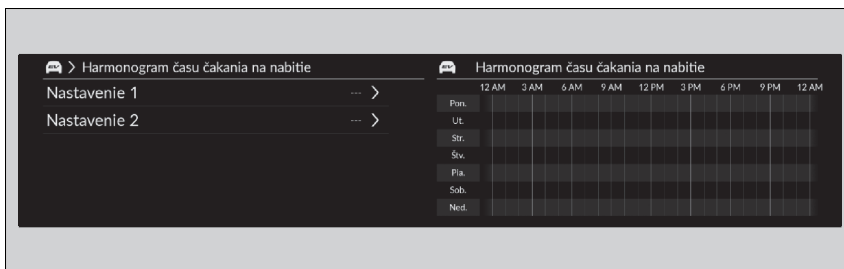 > Harmonogram času čakania na nabitie
Nastavenie 1 --- >
Nastavenie 2 --- >
Harmonogram času čakania na nabitie
12 AM 3 AM 6 AM 9 AM 12 PM 3 PM 6 PM 9 PM 12 AM
Pon.
Ut.
Str.
Štv.
Pia.
Sob.
Ned.